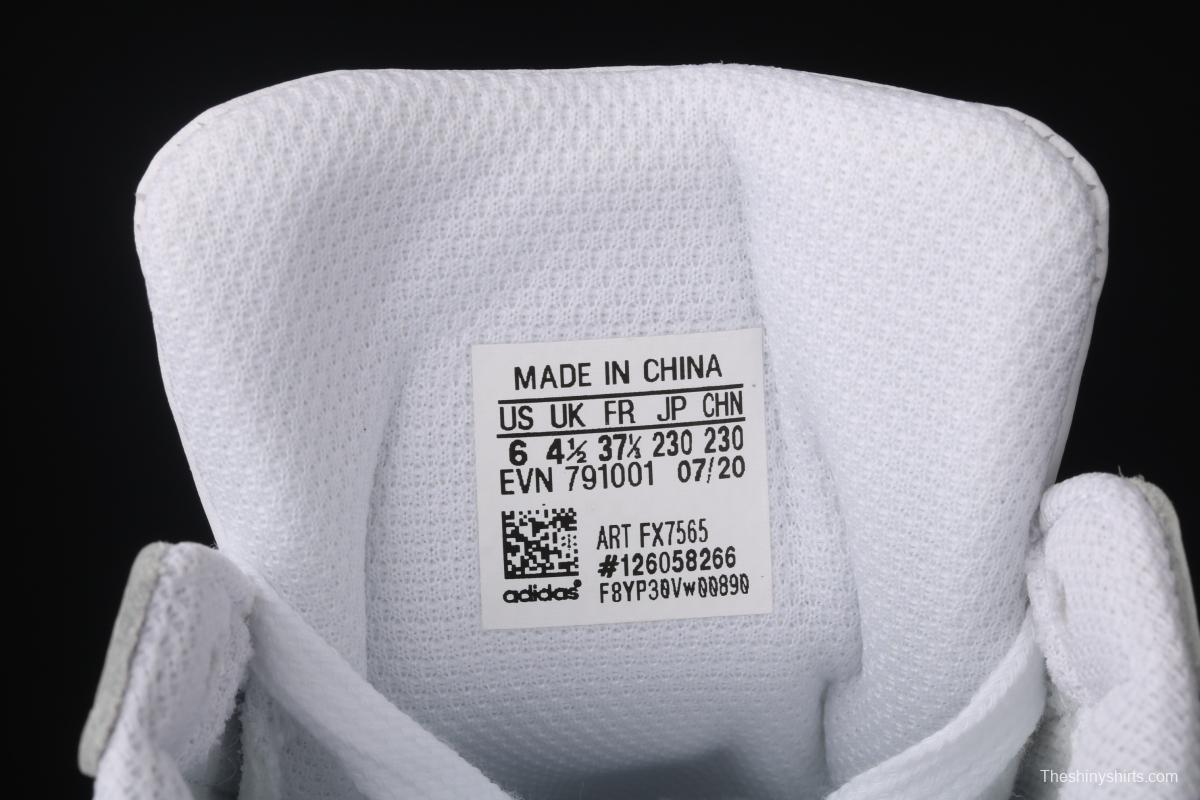 MADE IN CHINA
US UK FR JP CHN
6 4½ 37⅓ 230 230
EVN 791001 07/20
ART FX7565
#126058266
adidas®
F8YP30Vw00890
Theshinyshirts.com